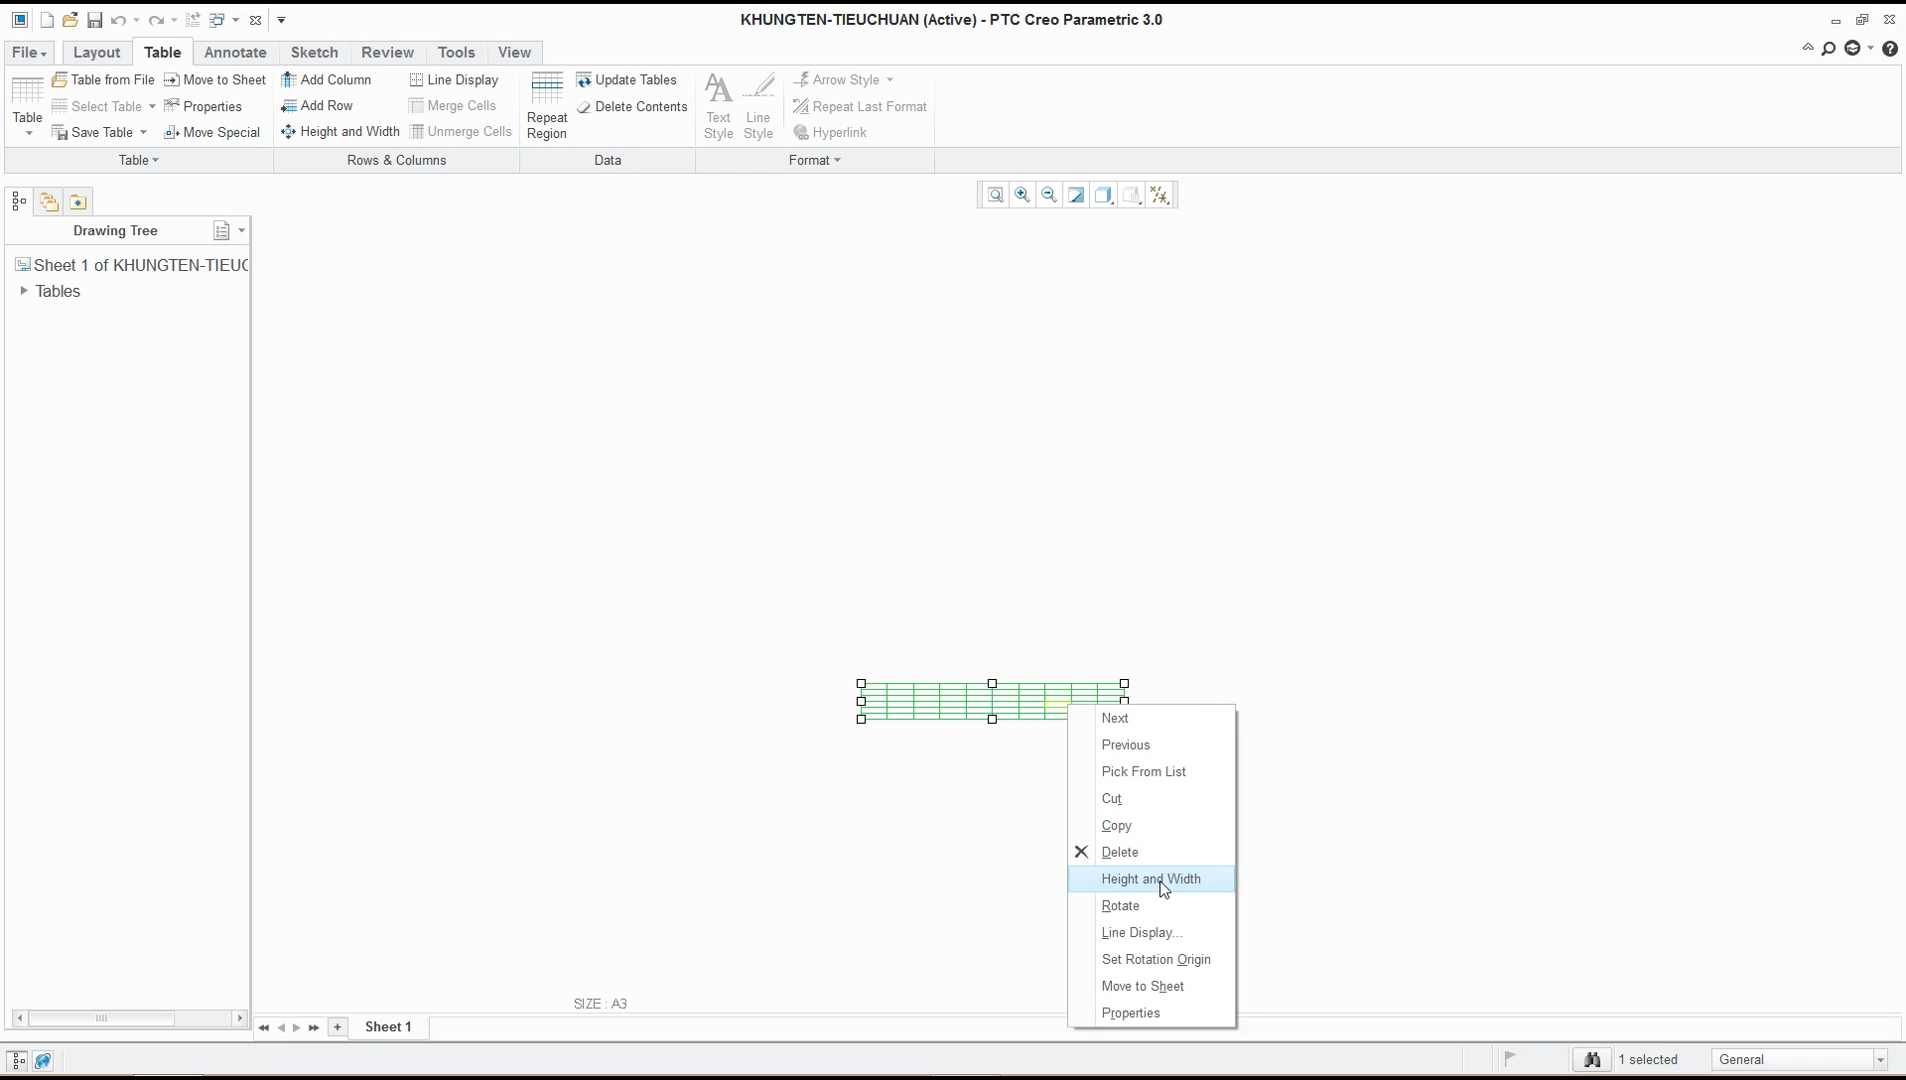 KHUNGTEN-TIEUCHUAN (Active) - PTC Creo Parametric 3.0
File Layout Table Annotate Sketch Review Tools View
Table from File Move to Sheet Add Column Line Display Update Tables Arrow Style
Select Table Properties Add Row Merge Cells Delete Contents Repeat Last Format
Table Repeat Region Text Style Line Style
Save Table Move Special Height and Width Unmerge Cells Hyperlink
Table Rows & Columns Data Format
Drawing Tree
Sheet 1 of KHUNGTEN-TIEUC
Tables
Next
Previous
Pick From List
Cut
Copy
Delete
Height and Width
Rotate
Line Display...
Set Rotation Origin
Move to Sheet
Properties
SIZE : A3
Sheet 1
1 selected General